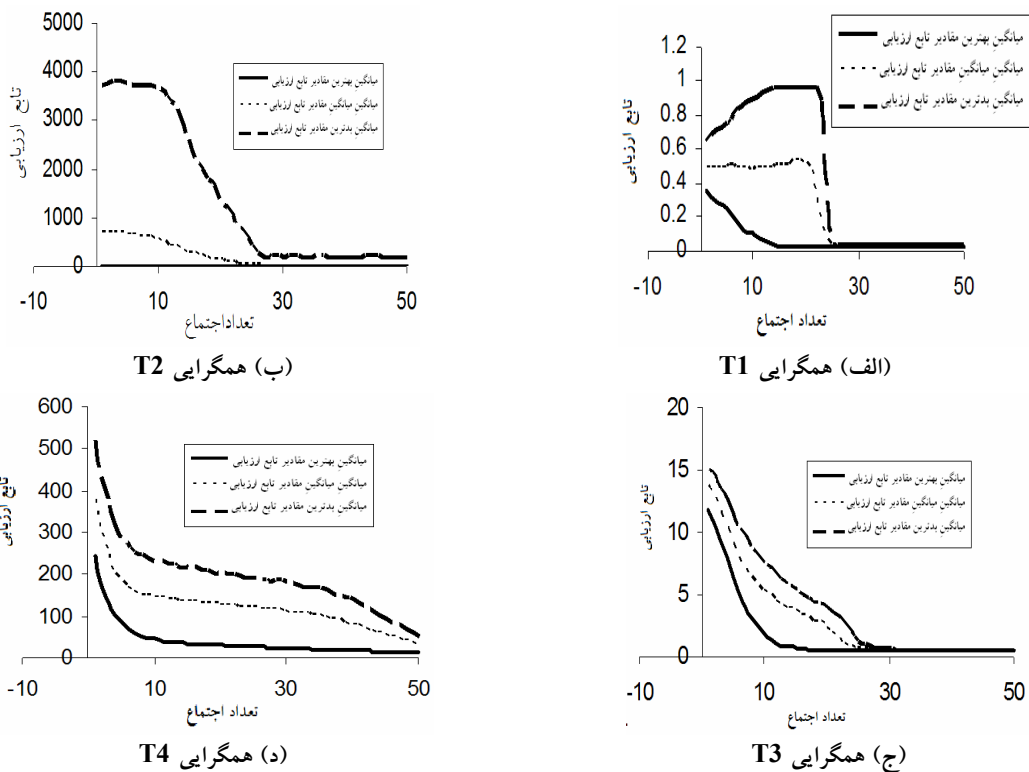 1.2
1
0.8
0.6
0.4
0.2
0
-10
10
30
50
تابع ارزیابی
تعداد اجتماع
میانگینِ بهترین مقادیر تابع ارزیابی
میانگینِ میانگینِ مقادیر تابع ارزیابی
میانگینِ بدترین مقادیر تابع ارزیابی
(الف) همگرایی T1
5000
4000
3000
2000
1000
0
-10
10
30
50
تابع ارزیابی
تعداداجتماع
میانگینِ بهترین مقادیر تابع ارزیابی
میانگینِ میانگینِ مقادیر تابع ارزیابی
میانگینِ بدترین مقادیر تابع ارزیابی
(ب) همگرایی T2
20
15
10
5
0
-10
10
30
50
تابع ارزیابی
تعداد اجتماع
میانگینِ بهترین مقادیر تابع ارزیابی
میانگینِ میانگینِ مقادیر تابع ارزیابی
میانگینِ بدترین مقادیر تابع ارزیابی
(ج) همگرایی T3
600
500
400
300
200
100
0
-10
10
30
50
تابع ارزیابی
تعداد اجتماع
میانگینِ بهترین مقادیر تابع ارزیابی
میانگینِ میانگینِ مقادیر تابع ارزیابی
میانگینِ بدترین مقادیر تابع ارزیابی
(د) همگرایی T4